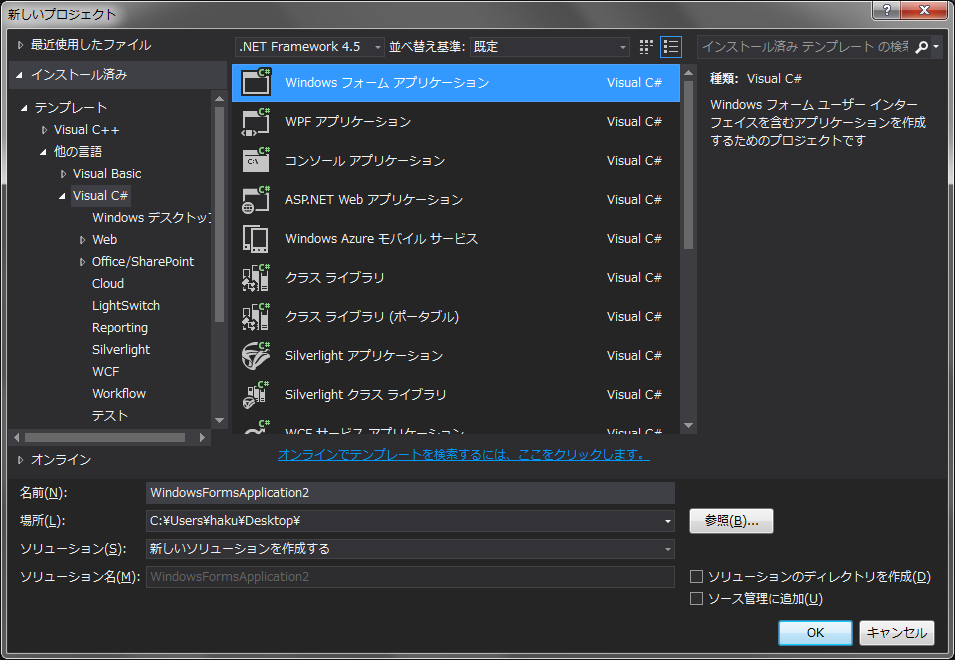 新しいプロジェクト
?
最近使用したファイル
.NET Framework 4.5
並べ替え基準:
既定
インストール済み テンプレート の検索
インストール済み
テンプレート
Visual C++
他の言語
Visual Basic
Visual C#
Windows デスクトップ
Web
Office/SharePoint
Cloud
LightSwitch
Reporting
Silverlight
WCF
Workflow
テスト
オンライン
C# Windows フォーム アプリケーション Visual C#
C# WPF アプリケーション Visual C#
C# C:\ コンソール アプリケーション Visual C#
C# ASP.NET Web アプリケーション Visual C#
Windows Azure モバイル サービス Visual C#
C# クラス ライブラリ Visual C#
C# クラス ライブラリ (ポータブル) Visual C#
C# Silverlight アプリケーション Visual C#
C# Silverlight クラス ライブラリ Visual C#
C# WCF サービス アプリケーション Visual C#
オンラインでテンプレートを検索するには、ここをクリックします。
種類: Visual C#
Windows フォーム ユーザー インター
フェイスを含むアプリケーションを作成
するためのプロジェクトです
名前(N): WindowsFormsApplication2
場所(L): C:¥Users¥haku¥Desktop¥
参照(B)...
ソリューション(S): 新しいソリューションを作成する
ソリューション名(M): WindowsFormsApplication2
ソリューションのディレクトリを作成(D)
ソース管理に追加(U)
OK
キャンセル